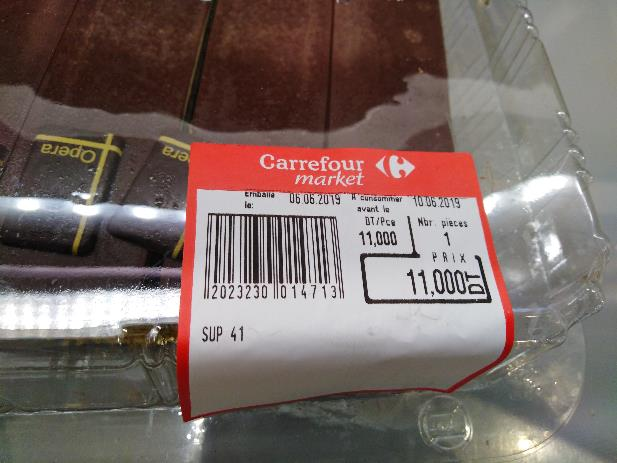 Opera
Opera
Carrefour
market
Emballé le: 06.06.2019
A consommer avant le 10.06.2019
DT/Pce
11,000
Nbr. pieces
1
PRIX
11,000 DT
2023230 014713
SUP 41